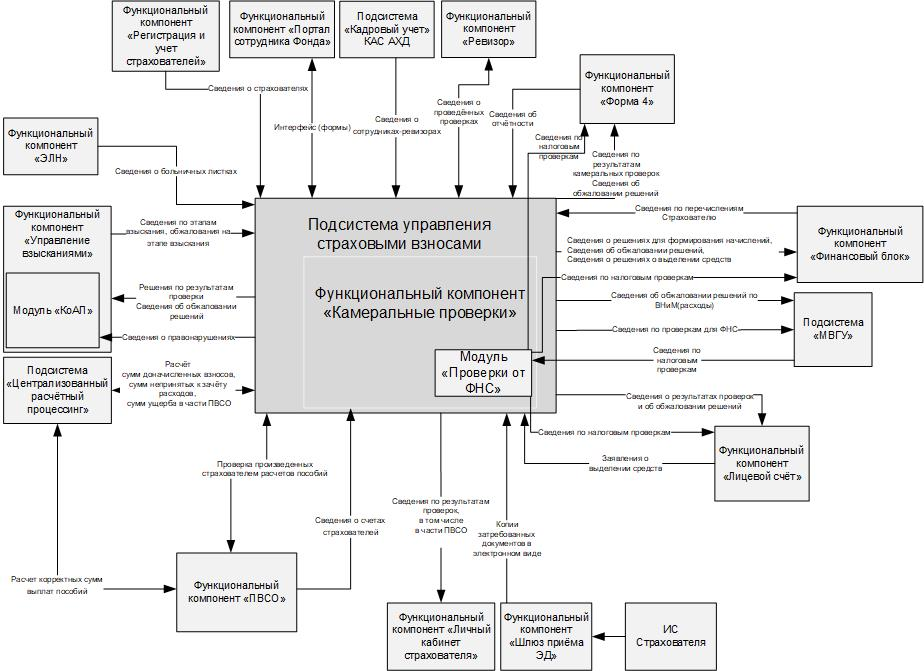 Функциональный
компонент
«Регистрация и
учет
страхователей»
Функциональный
компонент «Портал
сотрудника Фонда»
Подсистема
«Кадровый учет»
КАС АХД
Функциональный
компонент
«Ревизор»
Функциональный
компонент
«Форма 4»
Сведения о страхователях
Интерфейс (формы)
Сведения о
сотрудниках-ревизорах
Сведения о
проведённых
проверках
Сведения об
отчётности
Сведения по
налоговым
проверкам
Сведения по
результатам
камеральных проверок
Сведения об
обжаловании решений
Функциональный
компонент
«ЭЛН»
Сведения о больничных листках
Функциональный
компонент
«Управление
взысканиями»
Модуль «КоАП»
Сведения по этапам
взыскания, обжалования на
этапе взыскания
Решения по результатам
проверки
Сведения об обжаловании
решений
Сведения о правонарушениях
Подсистема управления
страховыми взносами
Функциональный компонент
«Камеральные проверки»
Модуль
«Проверки от
ФНС»
Сведения по перечислениям
Страхователю
Сведения о решениях для формирования начислений,
Сведения об обжаловании решений,
Сведения о решениях о выделении средств
Сведения по налоговым проверкам
Функциональный
компонент
«Финансовый блок»
Сведения об обжаловании решений по
ВНиМ(расходы)
Сведения по проверкам для ФНС
Сведения по
налоговым
проверкам
Подсистема
«МВГУ»
Подсистема
«Централизованный
расчётный
процессинг»
Расчёт
сумм доначисленных взносов,
сумм непринятых к зачёту
расходов,
сумм ущерба в части ПВСО
Сведения о результатах проверок
и об обжаловании решений
Сведения по налоговым проверкам
Заявления о
выделении средств
Функциональный
компонент
«Лицевой счёт»
Проверка произведенных
страхователем расчетов пособий
Сведения о счетах
страхователей
Сведения по результатам
проверок,
в том числе
в части ПВСО
Копии
затребованных
документов в
электронном виде
Расчет корректных сумм
выплат пособий
Функциональный
компонент «ПВСО»
Функциональный
компонент «Личный
кабинет
страхователя»
Функциональный
компонент
«Шлюз приёма
ЭД»
ИС
Страхователя